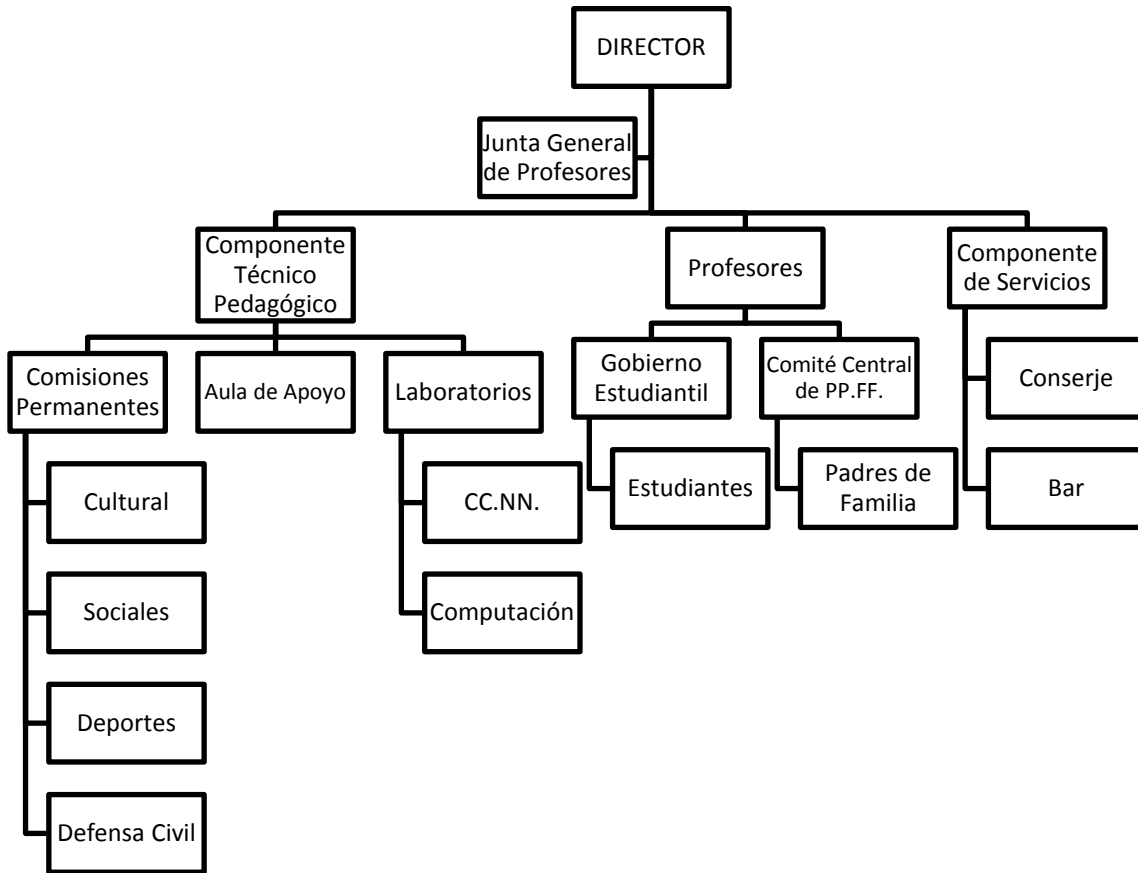 DIRECTOR
Junta General
de Profesores
Componente
Técnico
Pedagógico
Profesores
Componente
de Servicios
Comisiones
Permanentes
Aula de Apoyo
Laboratorios
Gobierno
Estudiantil
Comité Central
de PP.FF.
Conserje
Cultural
CC.NN.
Estudiantes
Padres de
Familia
Bar
Sociales
Computación
Deportes
Defensa Civil